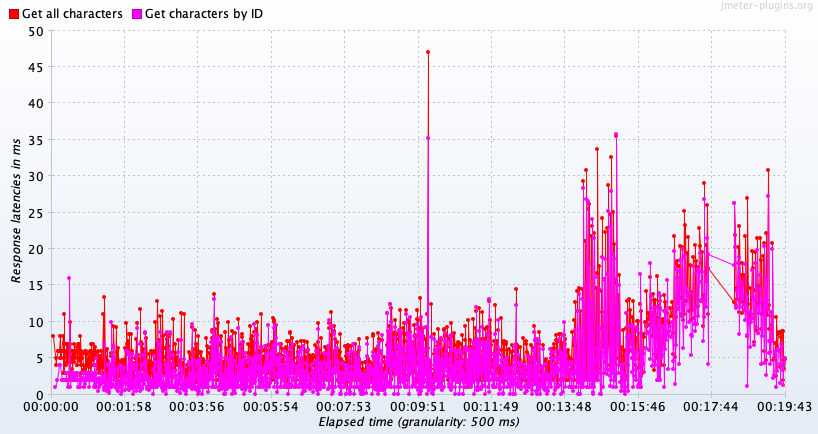 jmeter-plugins.org
Get all characters Get characters by ID
50
45
40
35
30
25
20
15
10
5
0
Response latencies in ms
00:00:00 00:01:58 00:03:56 00:05:54 00:07:53 00:09:51 00:11:49 00:13:48 00:15:46 00:17:44 00:19:43
Elapsed time (granularity: 500 ms)